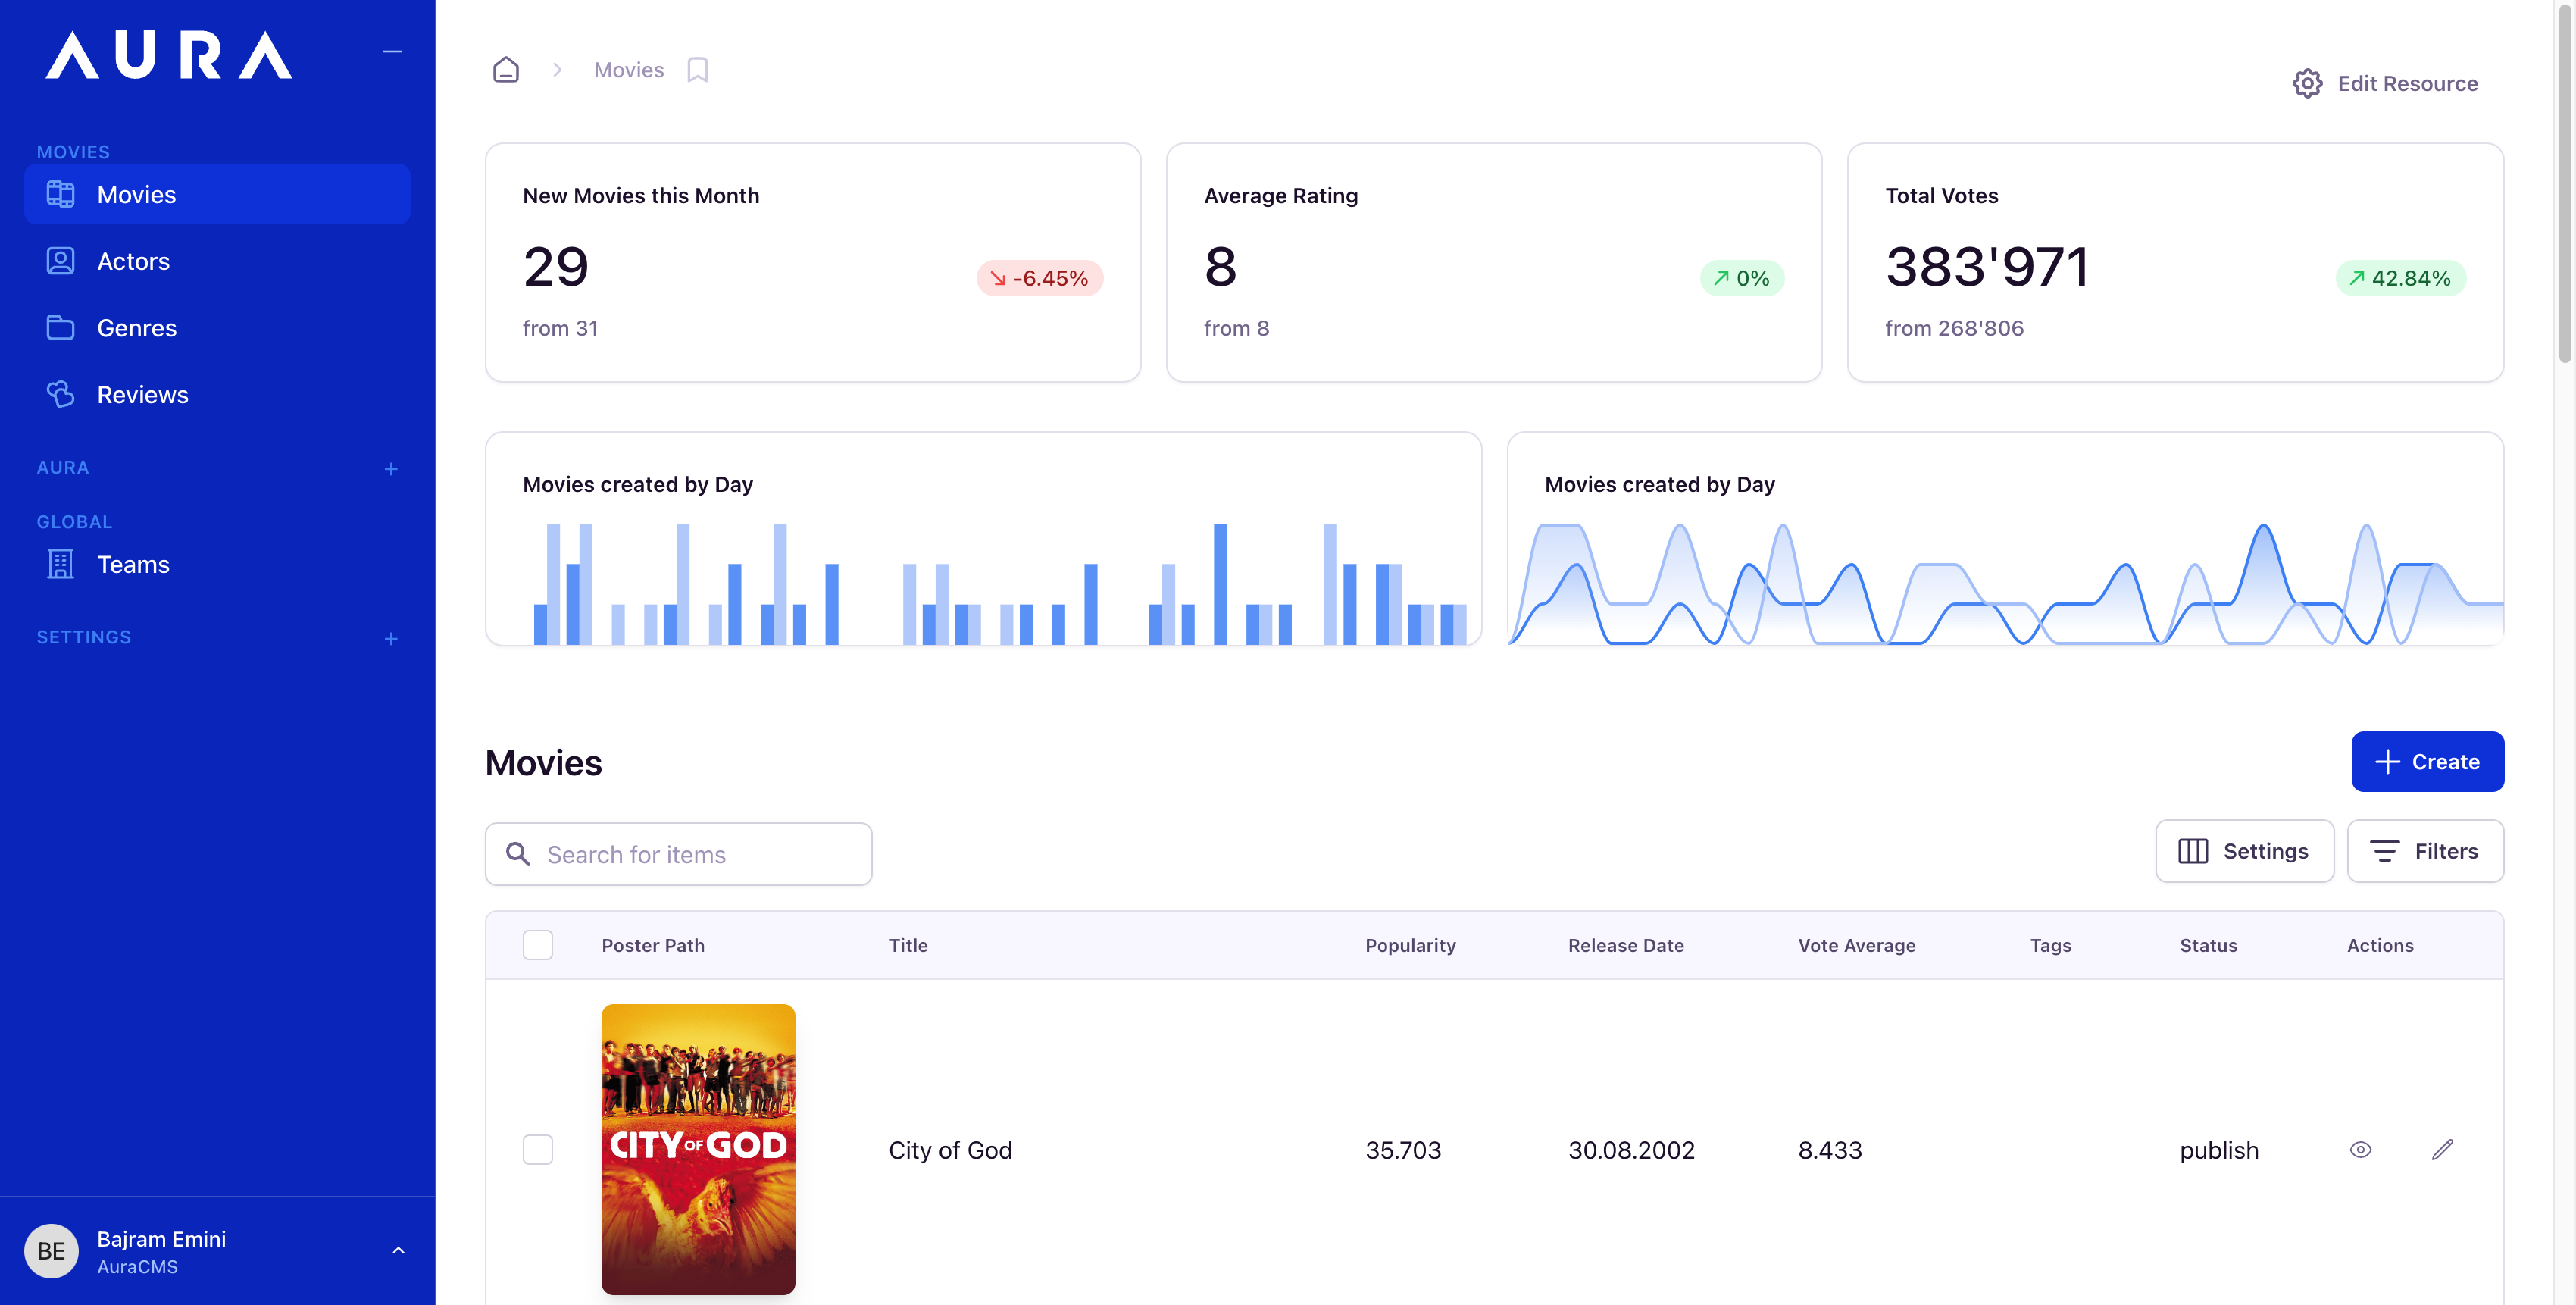 AURA
MOVIES
Movies
Actors
Genres
Reviews
AURA
GLOBAL
Teams
SETTINGS
BE
Bajram Emini
AuraCMS
Movies
Edit Resource
New Movies this Month
29
-6.45%
from 31
Average Rating
8
0%
from 8
Total Votes
383'971
42.84%
from 268'806
Movies created by Day
Movies created by Day
Movies
Create
Search for items
Settings
Filters
Poster Path Title Popularity Release Date Vote Average Tags Status Actions
CITY OF GOD
City of God 35.703 30.08.2002 8.433 publish